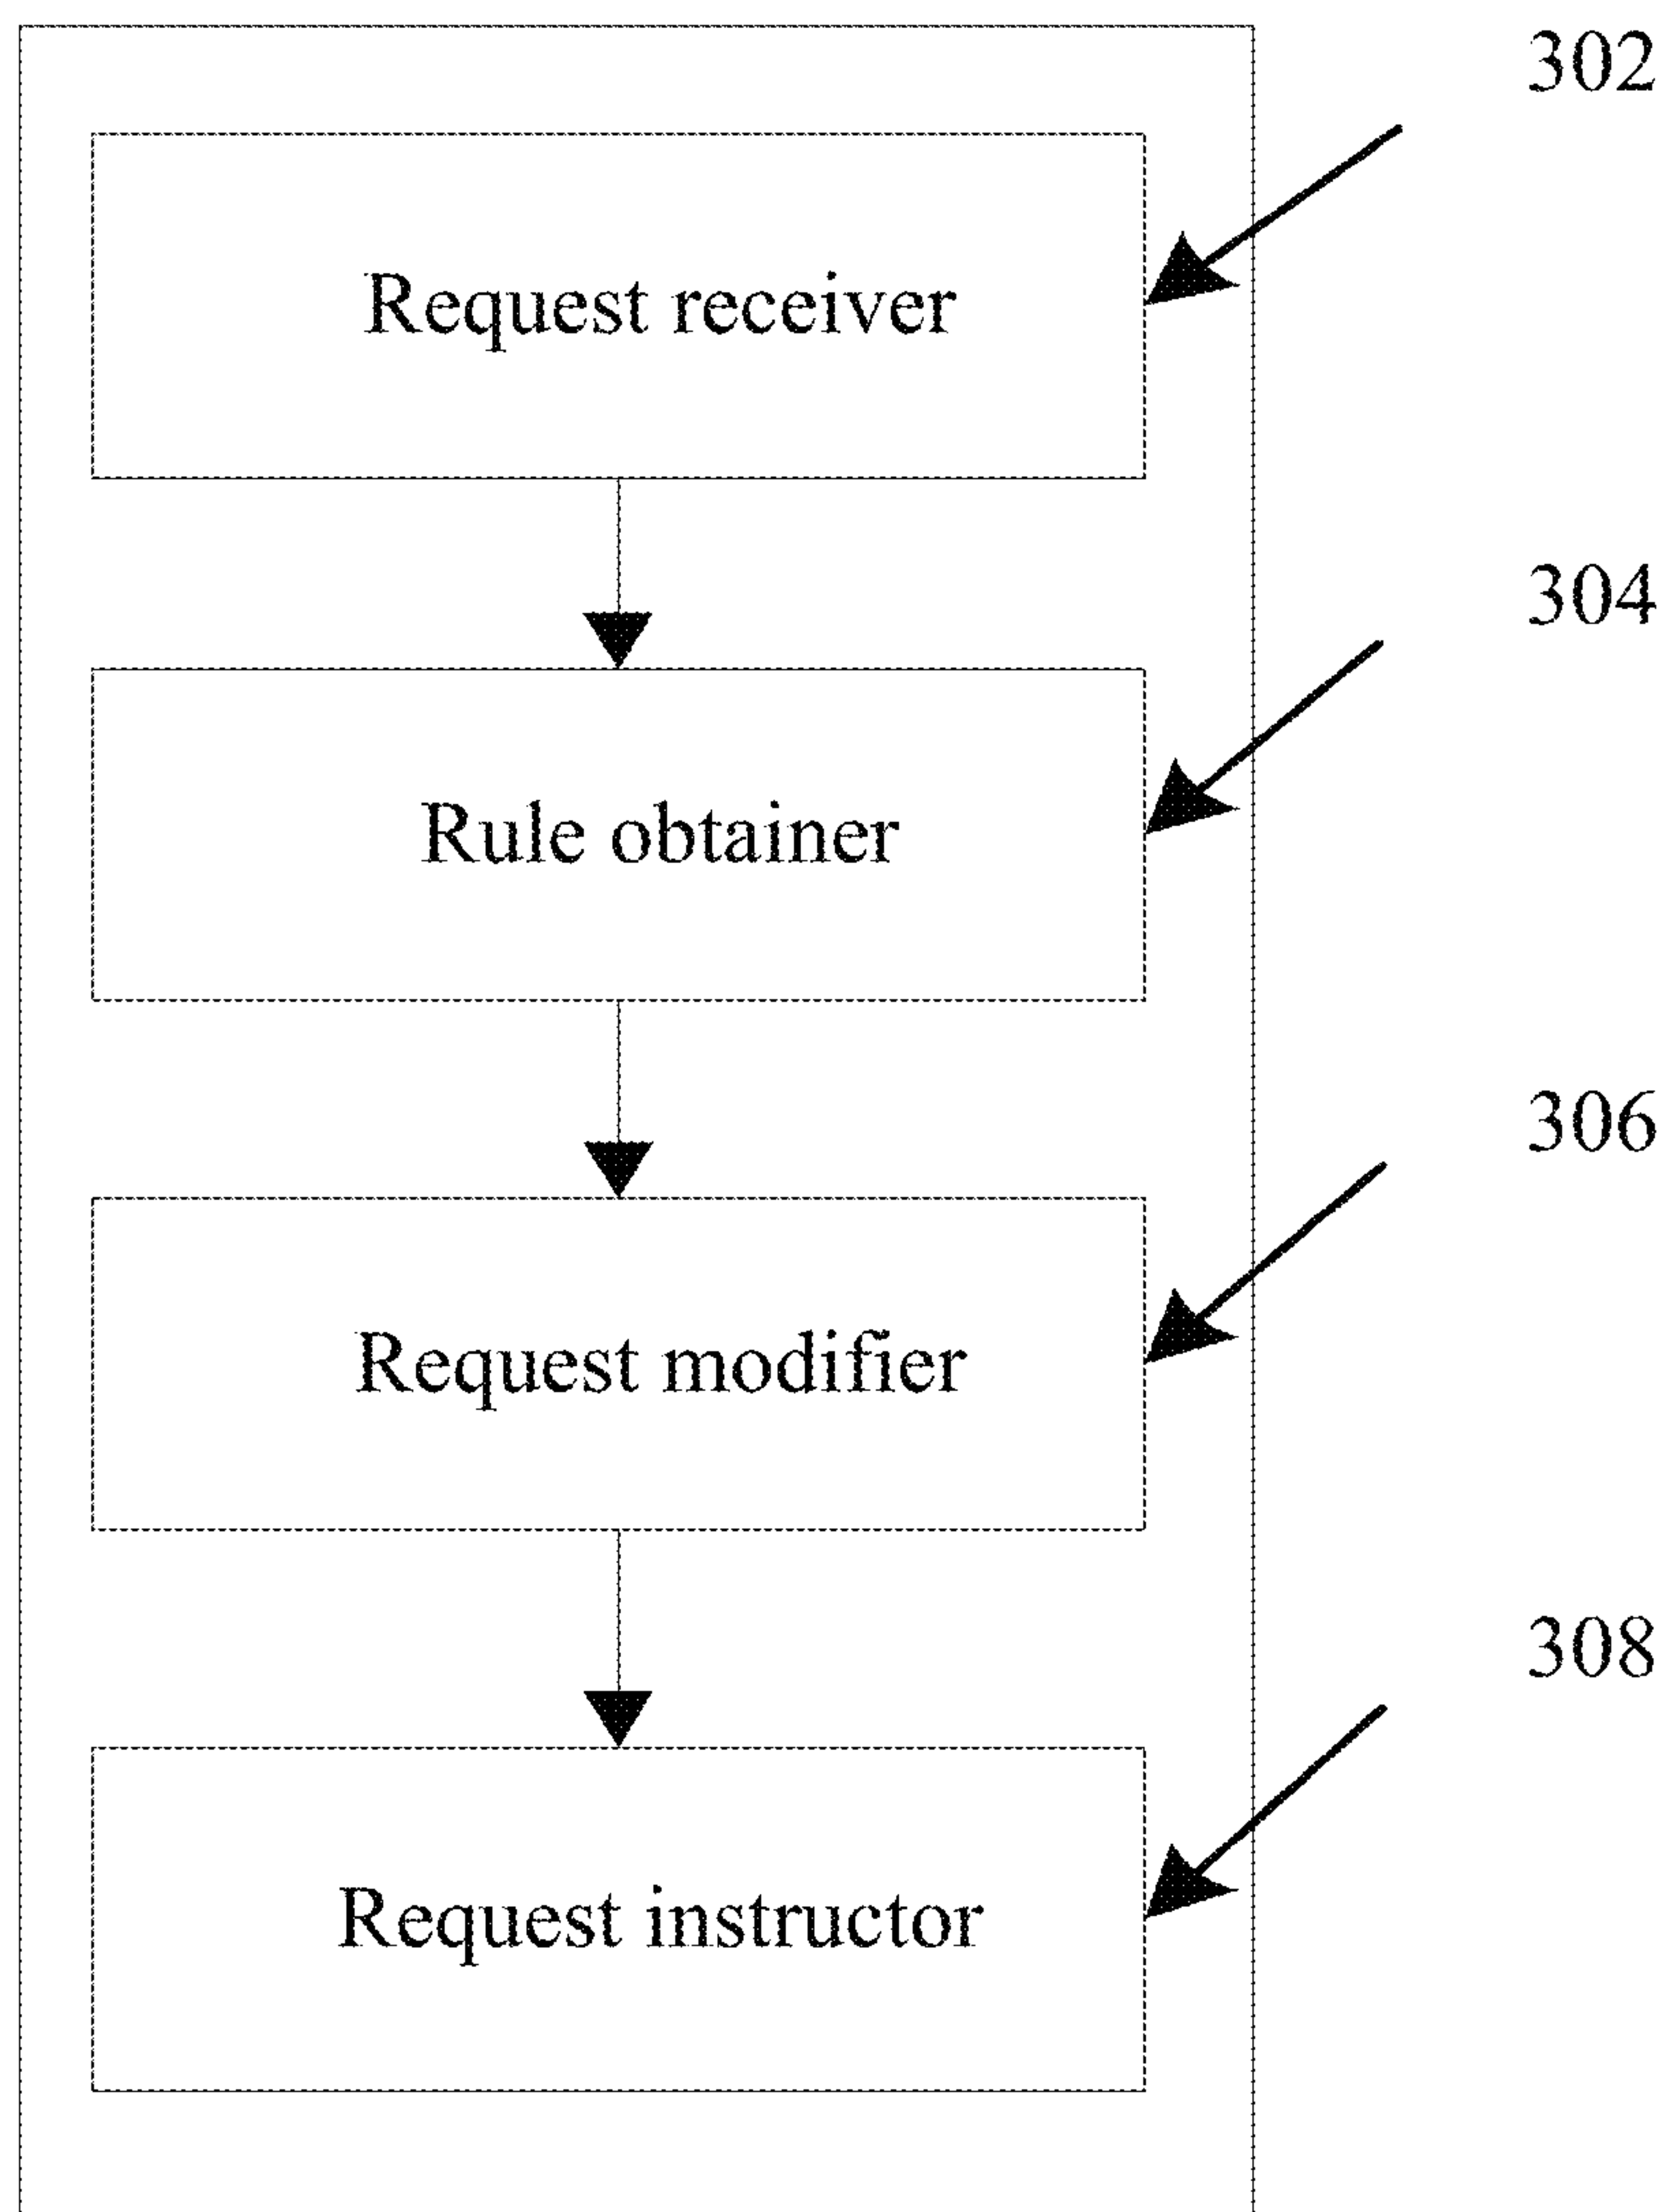 302
Request receiver
304
Rule obtainer
306
Request modifier
308
Request instructor